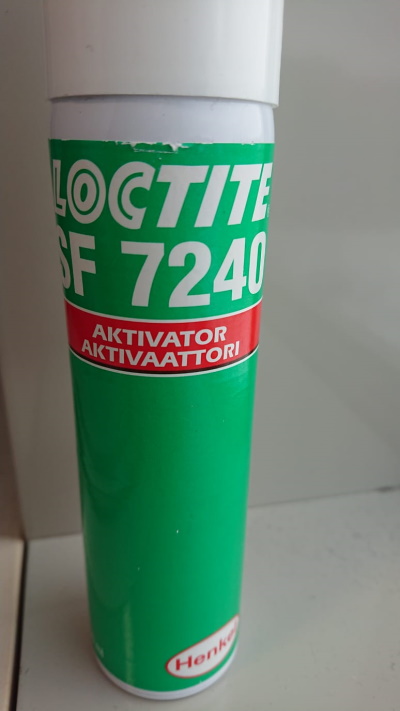 LOCTITE
SF 7240
AKTIVATOR
AKTIVAATTORI
Henkel